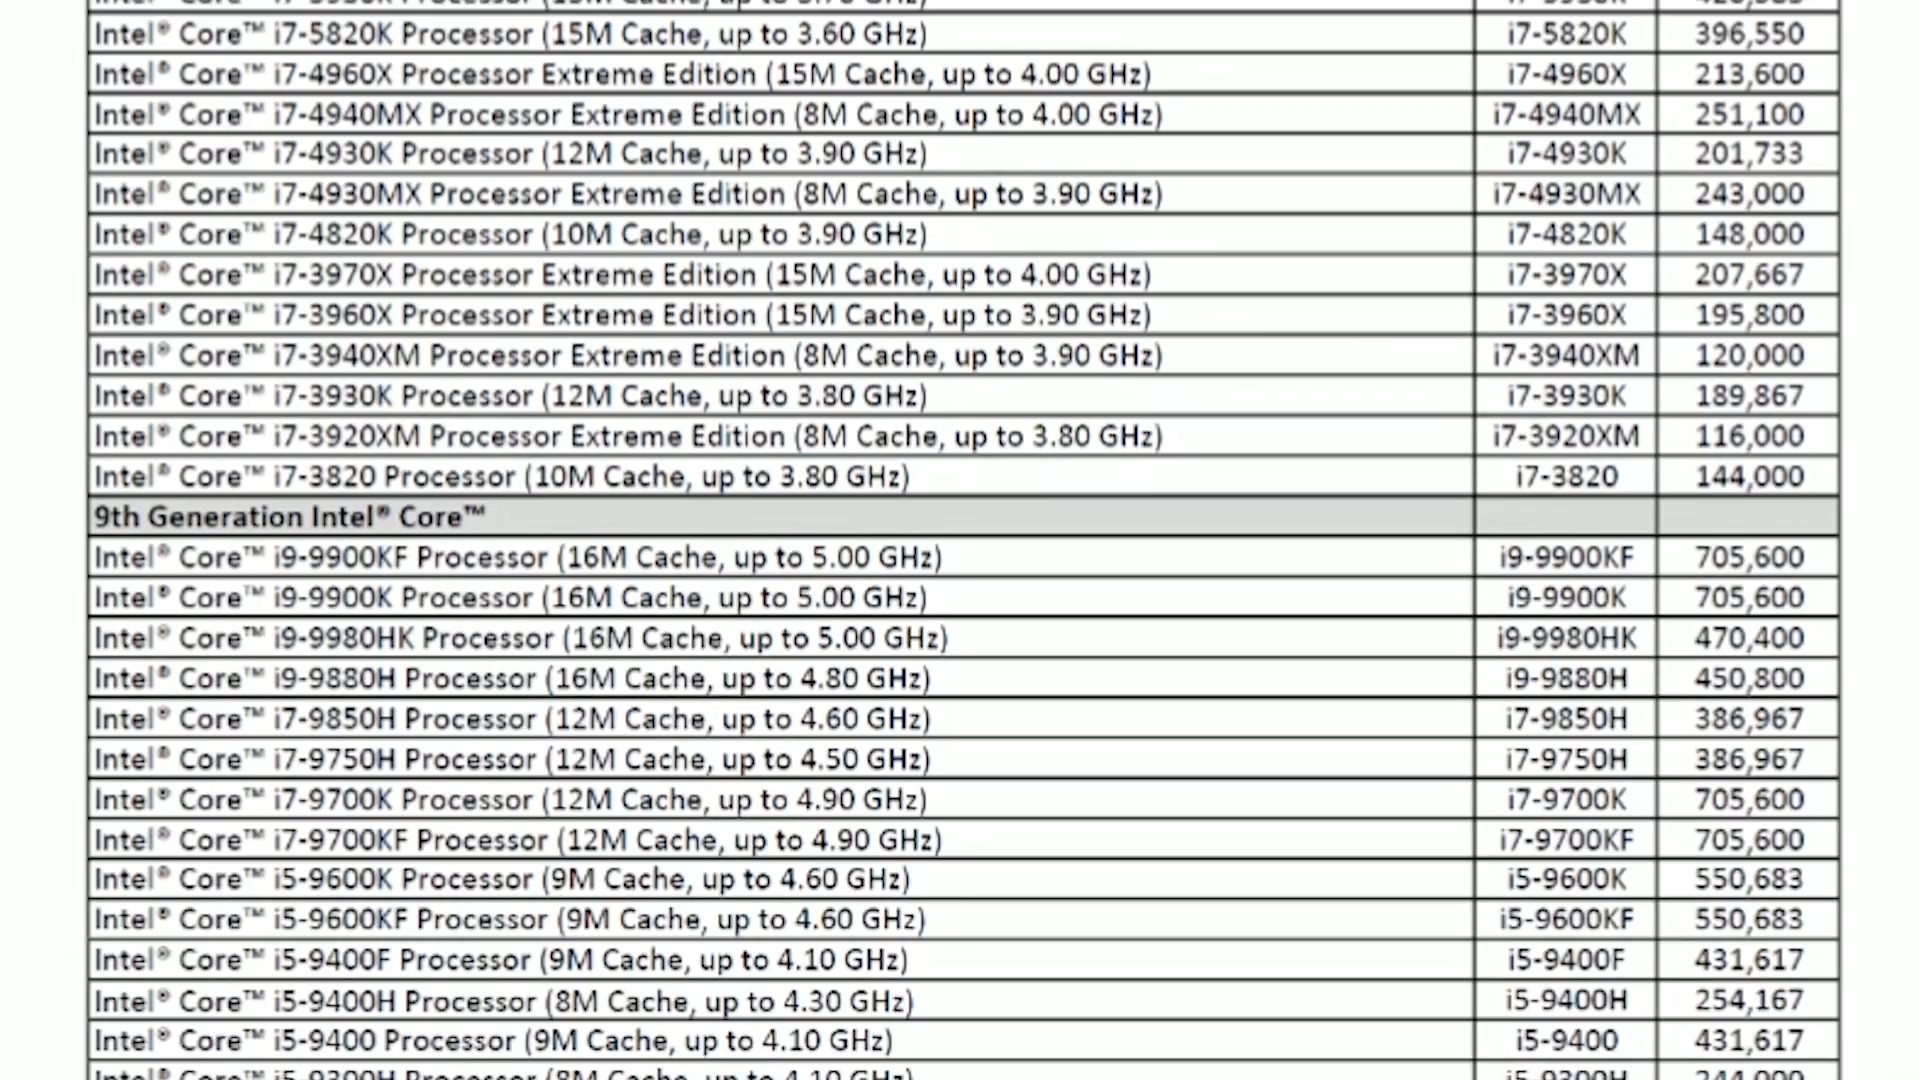 Intel® Core™ i7-5820K Processor (15M Cache, up to 3.60 GHz) i7-5820K 396,550
Intel® Core™ i7-4960X Processor Extreme Edition (15M Cache, up to 4.00 GHz) i7-4960X 213,600
Intel® Core™ i7-4940MX Processor Extreme Edition (8M Cache, up to 4.00 GHz) i7-4940MX 251,100
Intel® Core™ i7-4930K Processor (12M Cache, up to 3.90 GHz) i7-4930K 201,733
Intel® Core™ i7-4930MX Processor Extreme Edition (8M Cache, up to 3.90 GHz) i7-4930MX 243,000
Intel® Core™ i7-4820K Processor (10M Cache, up to 3.90 GHz) i7-4820K 148,000
Intel® Core™ i7-3970X Processor Extreme Edition (15M Cache, up to 4.00 GHz) i7-3970X 207,667
Intel® Core™ i7-3960X Processor Extreme Edition (15M Cache, up to 3.90 GHz) i7-3960X 195,800
Intel® Core™ i7-3940XM Processor Extreme Edition (8M Cache, up to 3.90 GHz) i7-3940XM 120,000
Intel® Core™ i7-3930K Processor (12M Cache, up to 3.80 GHz) i7-3930K 189,867
Intel® Core™ i7-3920XM Processor Extreme Edition (8M Cache, up to 3.80 GHz) i7-3920XM 116,000
Intel® Core™ i7-3820 Processor (10M Cache, up to 3.80 GHz) i7-3820 144,000
9th Generation Intel® Core™
Intel® Core™ i9-9900KF Processor (16M Cache, up to 5.00 GHz) i9-9900KF 705,600
Intel® Core™ i9-9900K Processor (16M Cache, up to 5.00 GHz) i9-9900K 705,600
Intel® Core™ i9-9980HK Processor (16M Cache, up to 5.00 GHz) i9-9980HK 470,400
Intel® Core™ i9-9880H Processor (16M Cache, up to 4.80 GHz) i9-9880H 450,800
Intel® Core™ i7-9850H Processor (12M Cache, up to 4.60 GHz) i7-9850H 386,967
Intel® Core™ i7-9750H Processor (12M Cache, up to 4.50 GHz) i7-9750H 386,967
Intel® Core™ i7-9700K Processor (12M Cache, up to 4.90 GHz) i7-9700K 705,600
Intel® Core™ i7-9700KF Processor (12M Cache, up to 4.90 GHz) i7-9700KF 705,600
Intel® Core™ i5-9600K Processor (9M Cache, up to 4.60 GHz) i5-9600K 550,683
Intel® Core™ i5-9600KF Processor (9M Cache, up to 4.60 GHz) i5-9600KF 550,683
Intel® Core™ i5-9400F Processor (9M Cache, up to 4.10 GHz) i5-9400F 431,617
Intel® Core™ i5-9400H Processor (8M Cache, up to 4.30 GHz) i5-9400H 254,167
Intel® Core™ i5-9400 Processor (9M Cache, up to 4.10 GHz) i5-9400 431,617